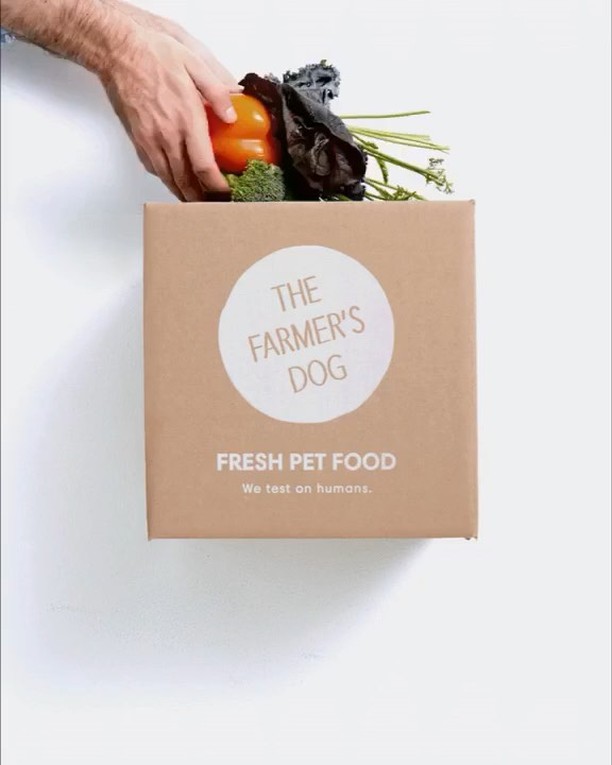 THE
FARMER'S
DOG
FRESH PET FOOD
We test on humans.